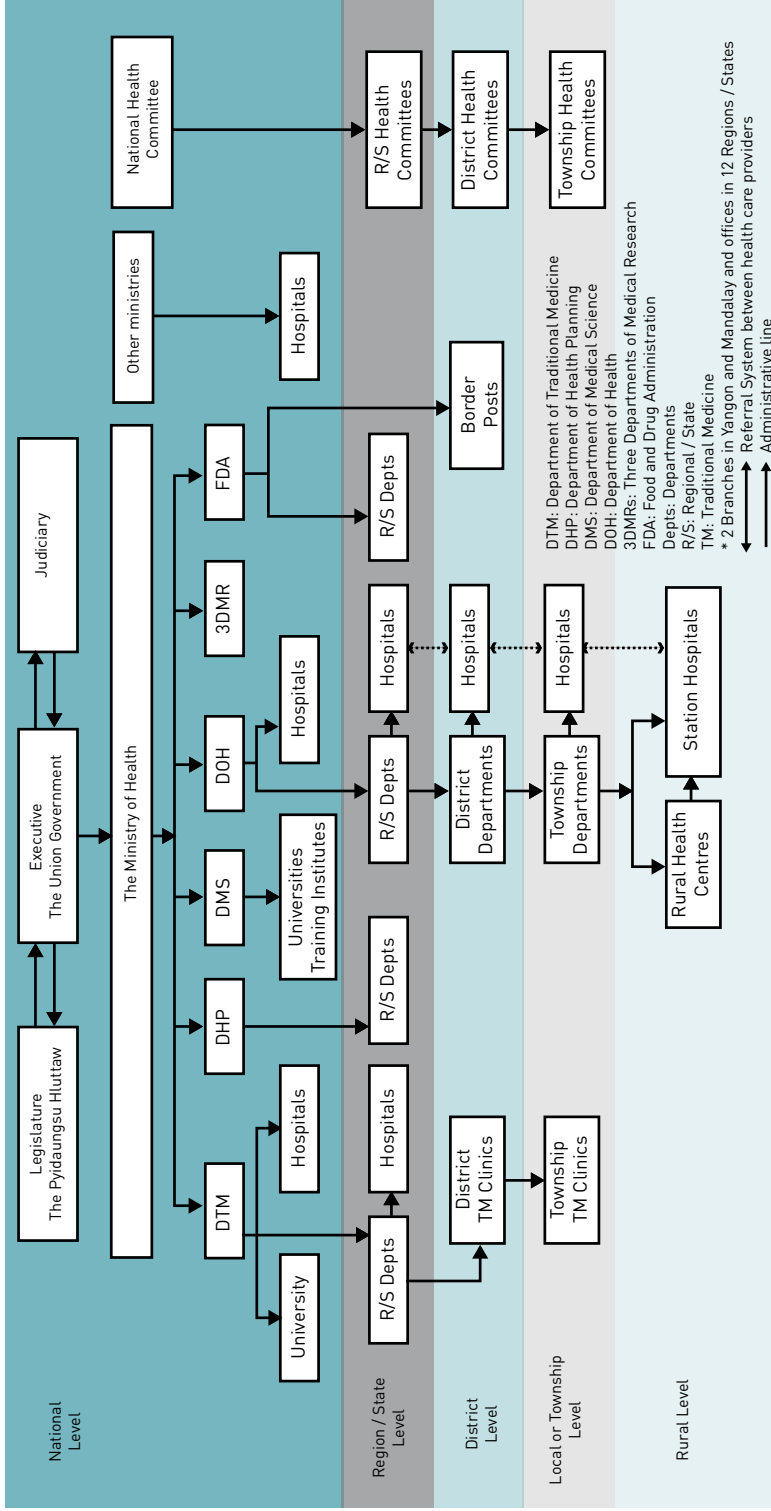 National
Level
Legislature
The Pyidaungsu Hluttaw
Executive
The Union Government
Judiciary
The Ministry of Health
Other ministries
National Health
Committee
DTM
DHP
DMS
DOH
3DMR
FDA
University
Hospitals
Universities
Training Institutes
Hospitals
Hospitals
Region / State
Level
R/S Depts
Hospitals
R/S Depts
R/S Depts
Hospitals
R/S Depts
R/S Health
Committees
District
Level
District
TM Clinics
District
Departments
Hospitals
Border
Posts
District Health
Committees
Local or Township
Level
Township
TM Clinics
Township
Departments
Hospitals
Township Health
Committees
Rural Level
Rural Health
Centres
Station Hospitals
DTM: Department of Traditional Medicine
DHP: Department of Health Planning
DMS: Department of Medical Science
DOH: Department of Health
3DMRs: Three Departments of Medical Research
FDA: Food and Drug Administration
Depts: Departments
R/S: Regional / State
TM: Traditional Medicine
* 2 Branches in Yangon and Mandalay and offices in 12 Regions / States
Referral System between health care providers
Administrative line